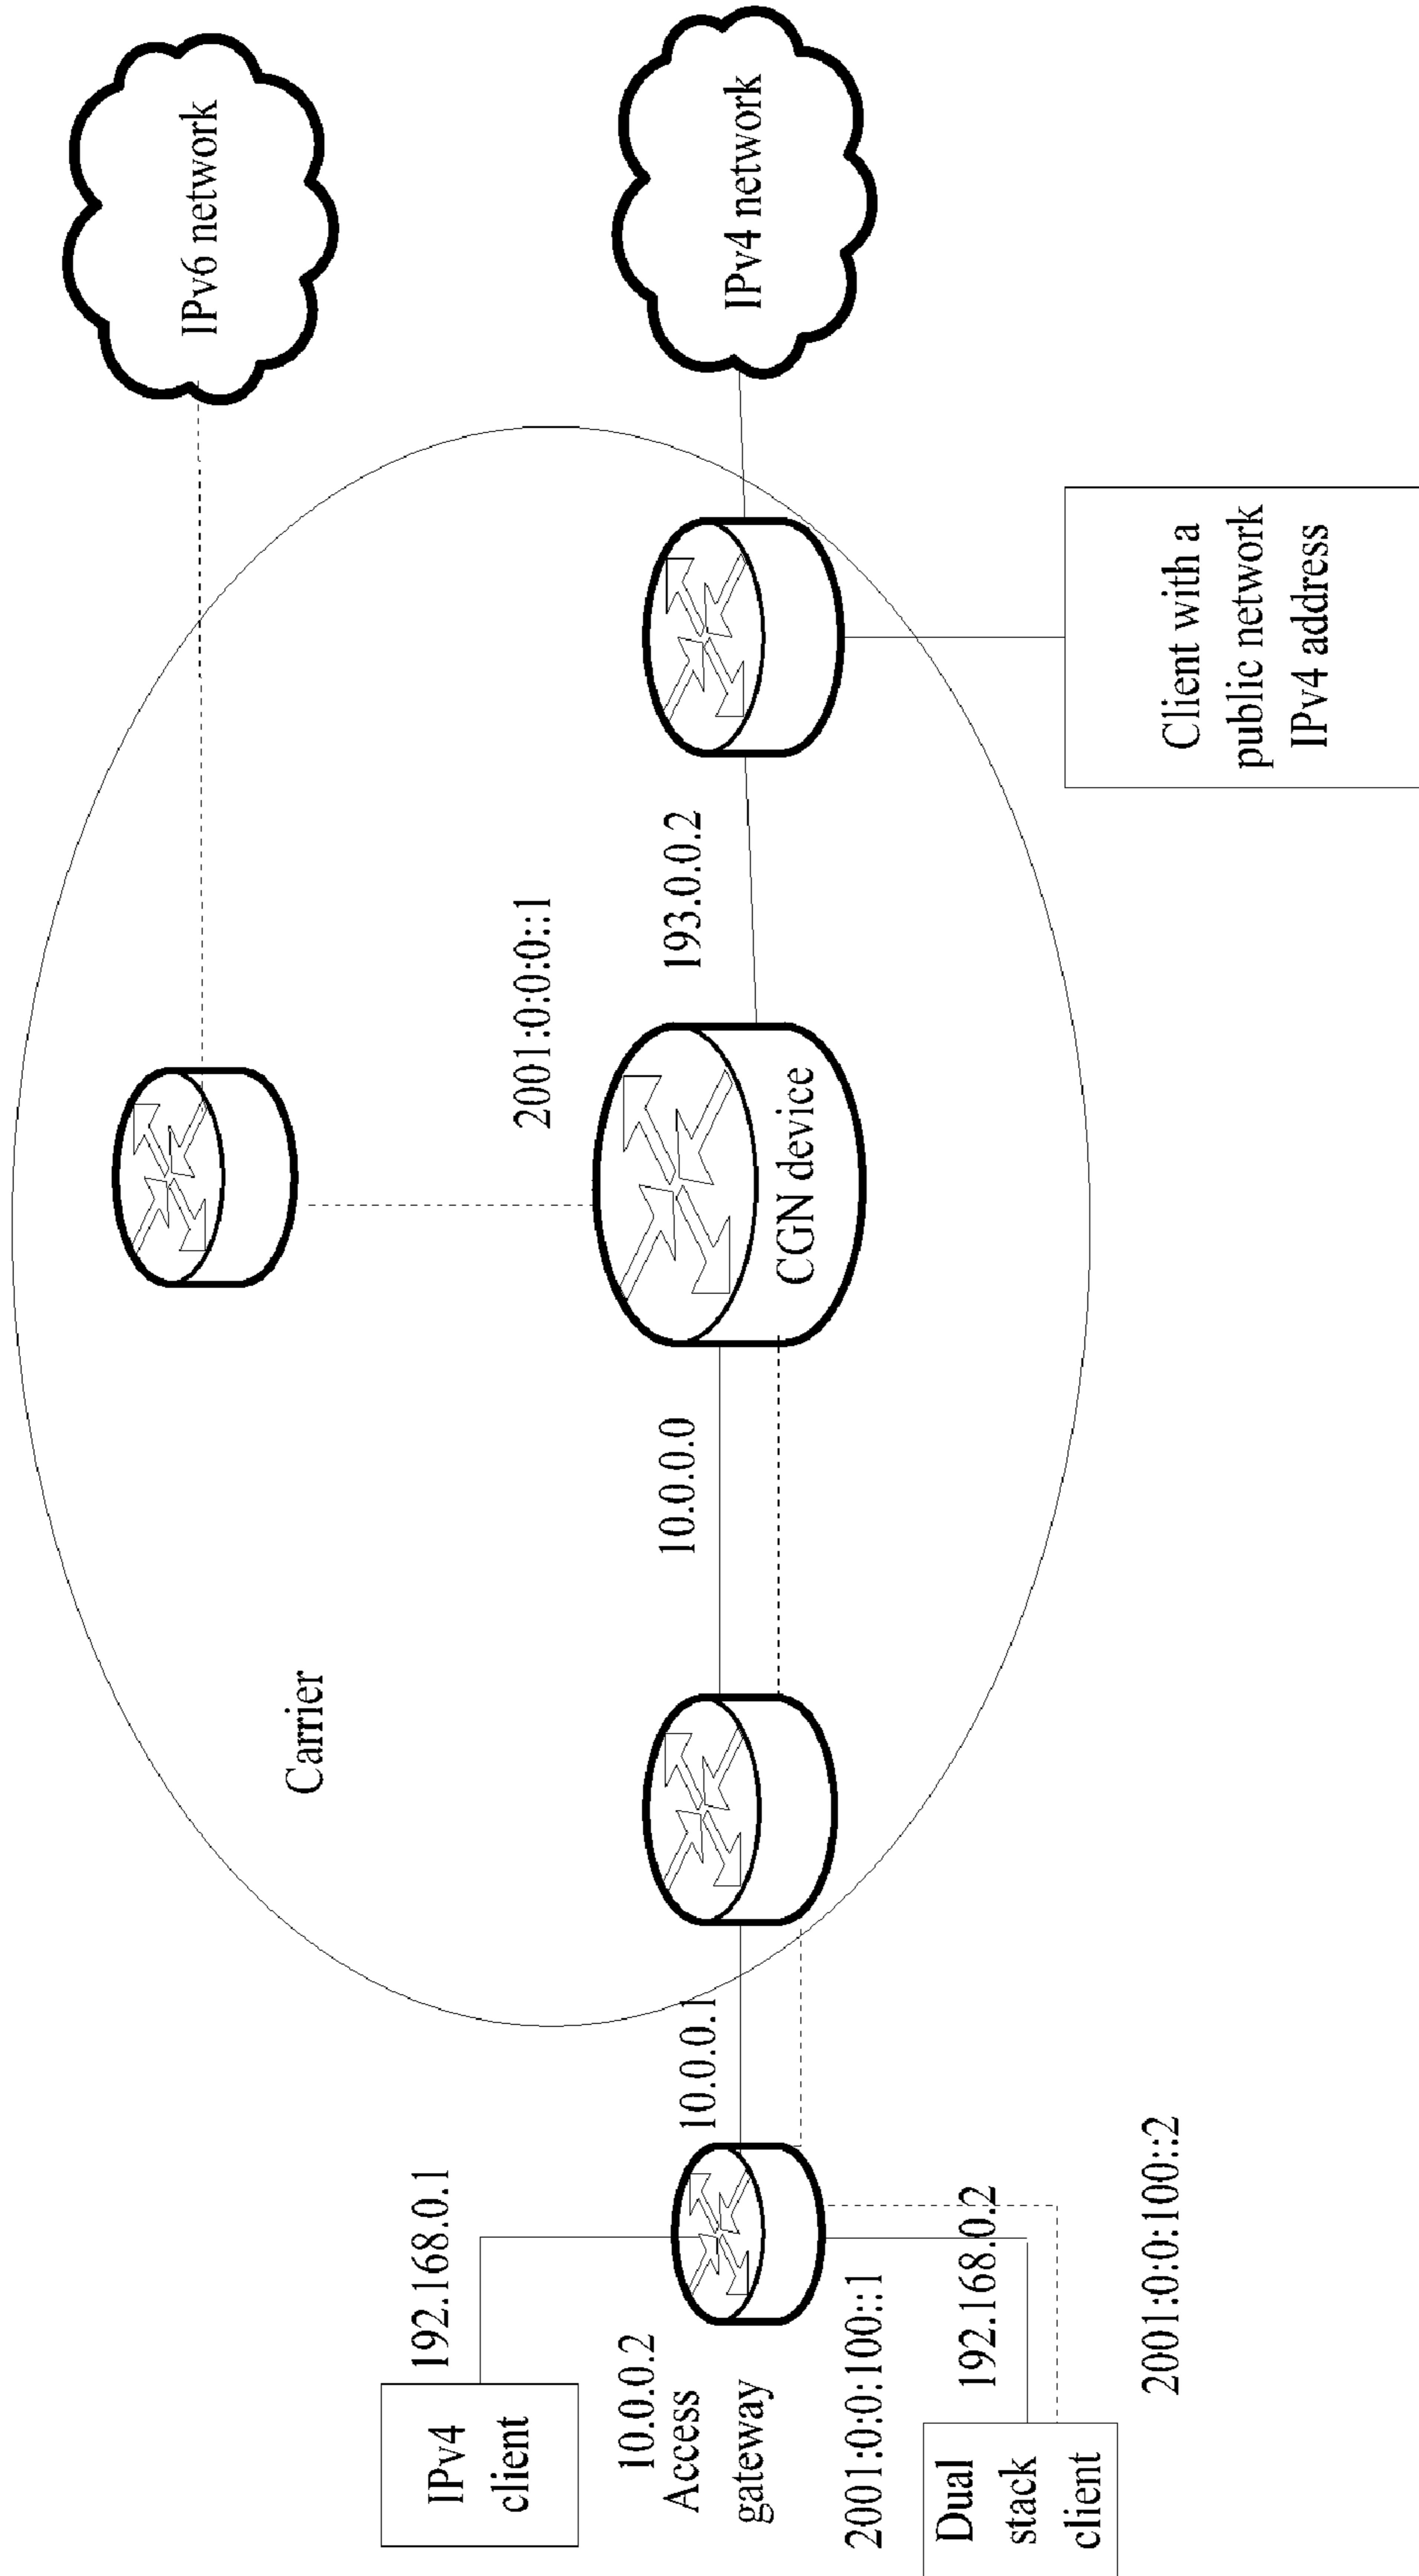 IPv6 network
IPv4 network
Carrier
2001:0:0:0::1
193.0.0.2
CGN device
10.0.0.0
10.0.0.1
Client with a
public network
IPv4 address
192.168.0.1
IPv4
client
10.0.0.2
Access
gateway
2001:0:0:100::1
192.168.0.2
Dual
stack
client
2001:0:0:100::2